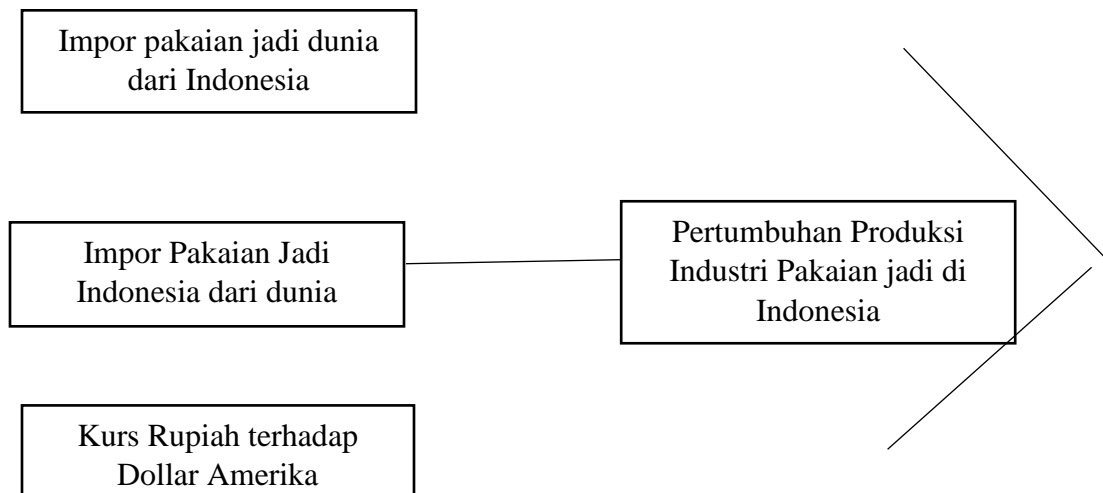 Impor pakaian jadi dunia
dari Indonesia
Impor Pakaian Jadi
Indonesia dari dunia
Pertumbuhan Produksi
Industri Pakaian jadi di
Indonesia
Kurs Rupiah terhadap
Dollar Amerika